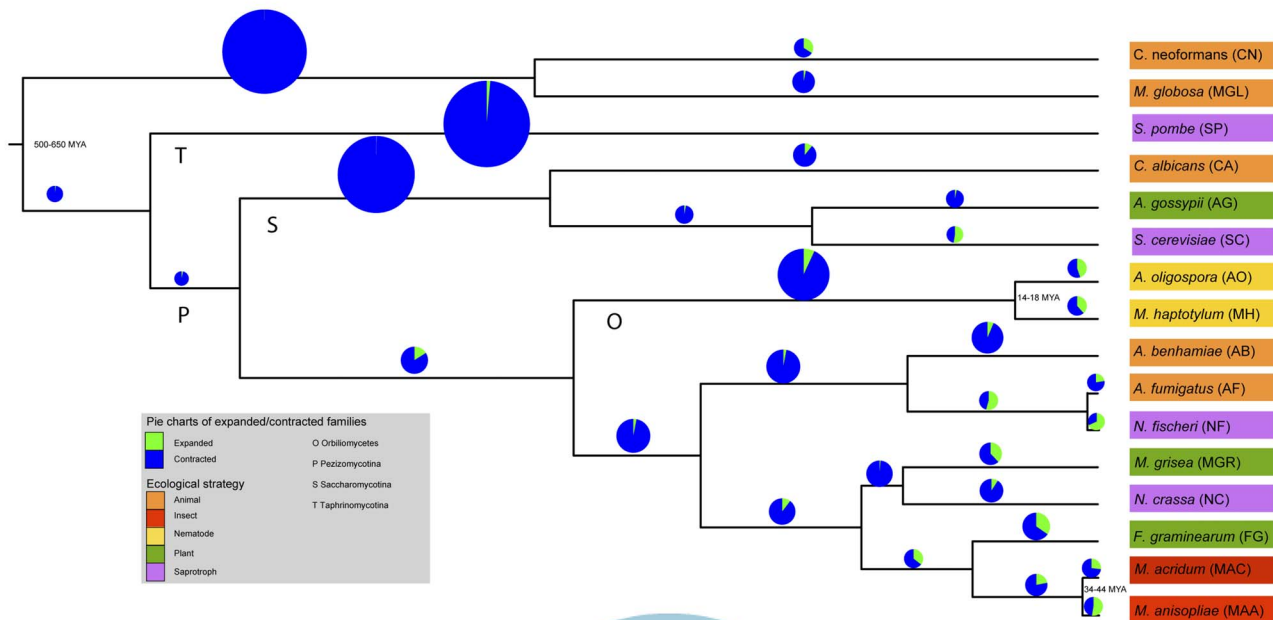 C. neoformans (CN)
M. globosa (MGL)
500-650 MYA
T
S. pombe (SP)
C. albicans (CA)
S
A. gossypii (AG)
S. cerevisiae (SC)
A. oligospora (AO)
14-18 MYA
P
O
M. haptotylum (MH)
A. benhamiae (AB)
A. fumigatus (AF)
N. fischeri (NF)
M. grisea (MGR)
N. crassa (NC)
F. graminearum (FG)
M. acridum (MAC)
34-44 MYA
M. anisopliae (MAA)
Pie charts of expanded/contracted families
Expanded
Contracted
O Orbiliomycetes
P Pezizomycotina
S Saccharomycotina
T Taphrinomycotina
Ecological strategy
Animal
Insect
Nematode
Plant
Saprotroph